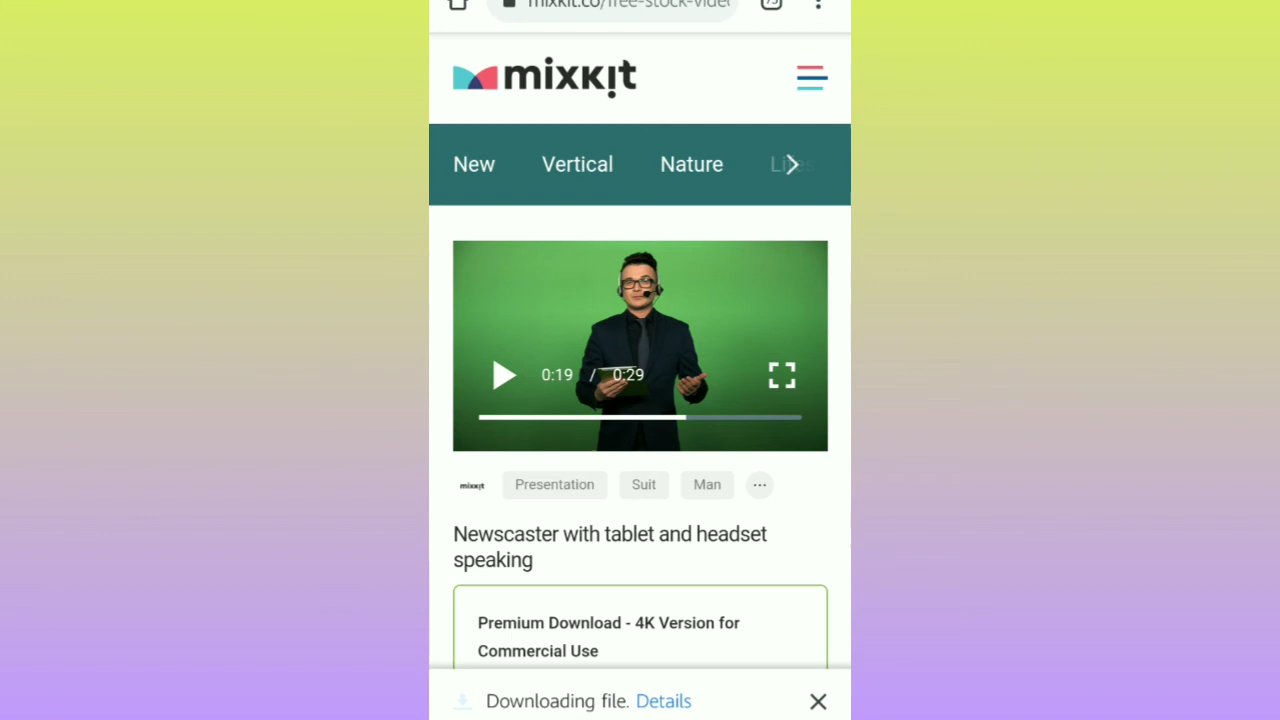 mixkit.co/free-stock-vide
mixkit
New Vertical Nature
0:19 / 0:29
mixkit Presentation Suit Man ...
Newscaster with tablet and headset
speaking
Premium Download - 4K Version for
Commercial Use
Downloading file. Details